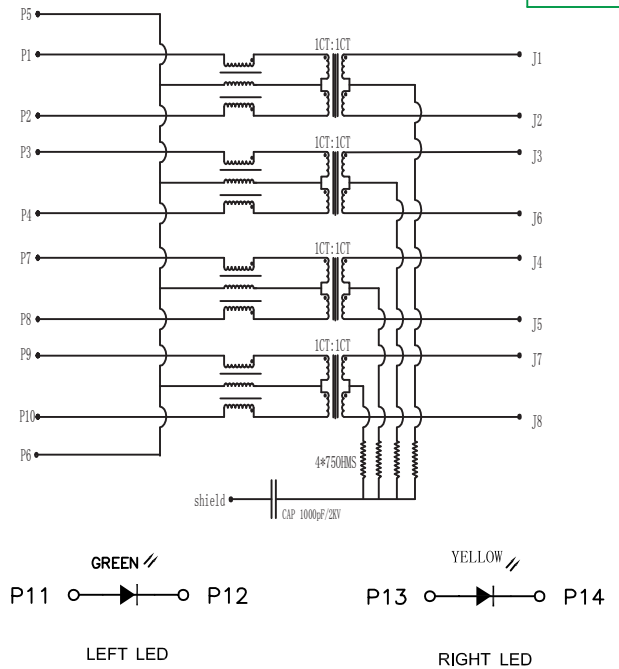 P5
1CT:1CT
P1
J1
P2
J2
1CT:1CT
P3
J3
P4
J6
1CT:1CT
P7
J4
P8
J5
1CT:1CT
P9
J7
P10
J8
P6
4*75OHMS
shield
CAP 1000pF/2KV
GREEN
YELLOW
P11 P12
P13 P14
LEFT LED
RIGHT LED